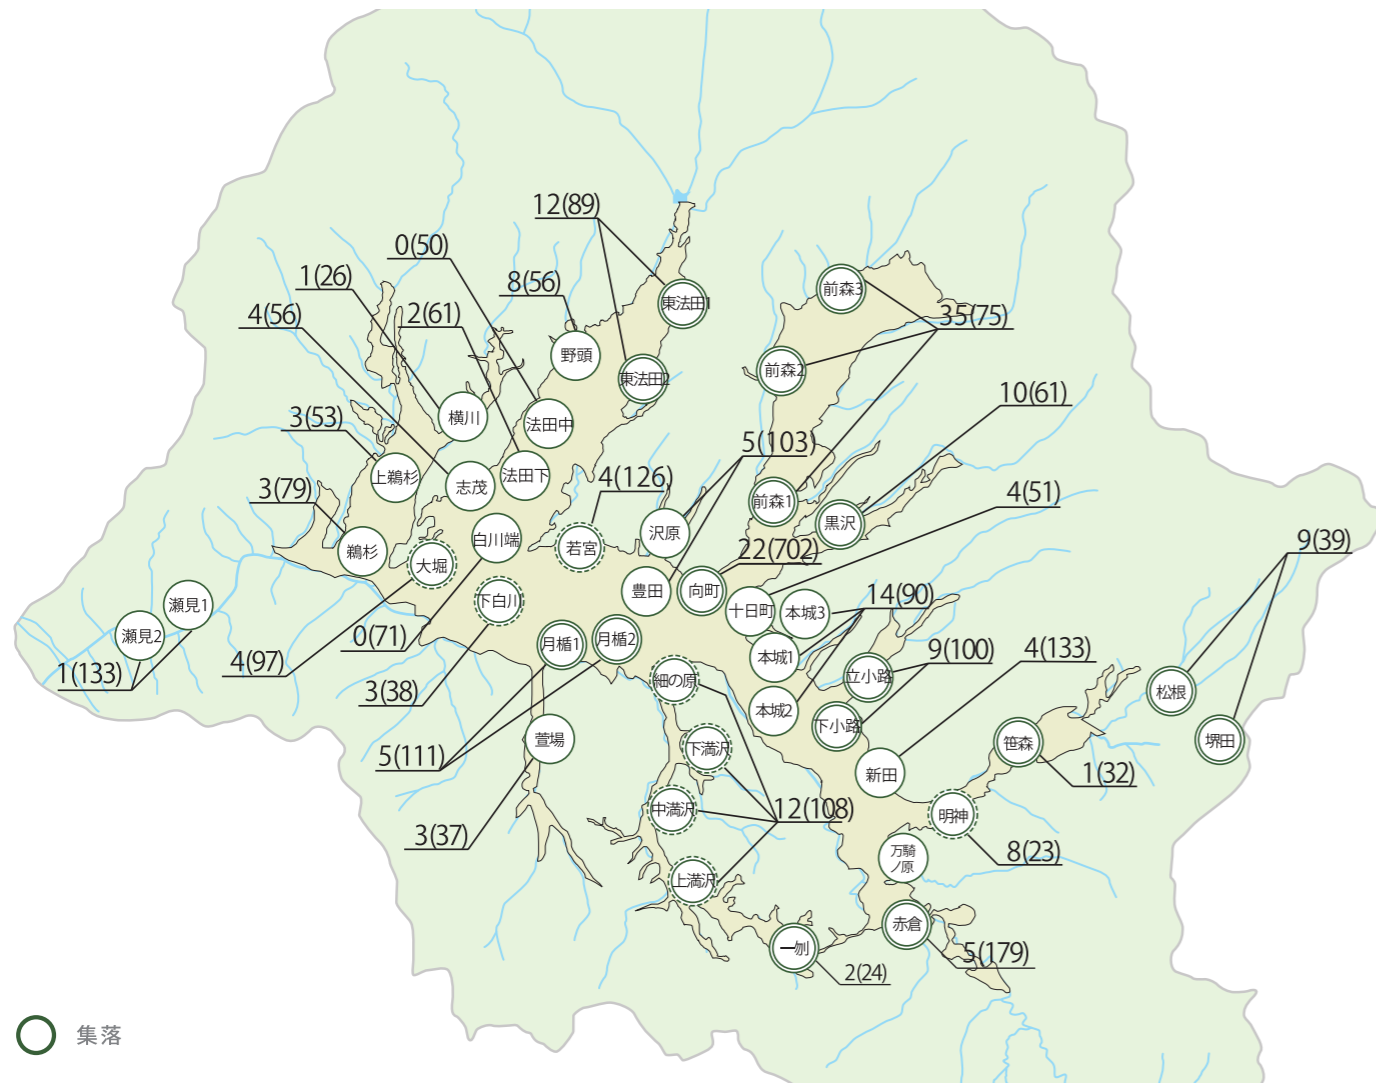 12(89)
0(50)
1(26)
8(56)
4(56)
2(61)
東法田1
前森3
35(75)
野頭
東法田2
前森2
10(61)
横川
法田中
3(53)
5(103)
上鵜杉
志茂
法田下
4(126)
3(79)
前森1
4(51)
黒沢
沢原
白川端
若宮
鵜杉
22(702)
9(39)
大堀
下白川
豊田
向町
瀬見1
十日町
本城3
14(90)
瀬見2
0(71)
月楯1
月楯2
本城1
9(100)
4(133)
4(97)
1(133)
3(38)
細の原
立小路
松根
本城2
下小路
萱場
下満沢
笹森
堺田
5(111)
新田
1(32)
中満沢
12(108)
明神
3(37)
8(23)
万騎
ノ原
上満沢
赤倉
一刎
5(179)
2(24)
集落